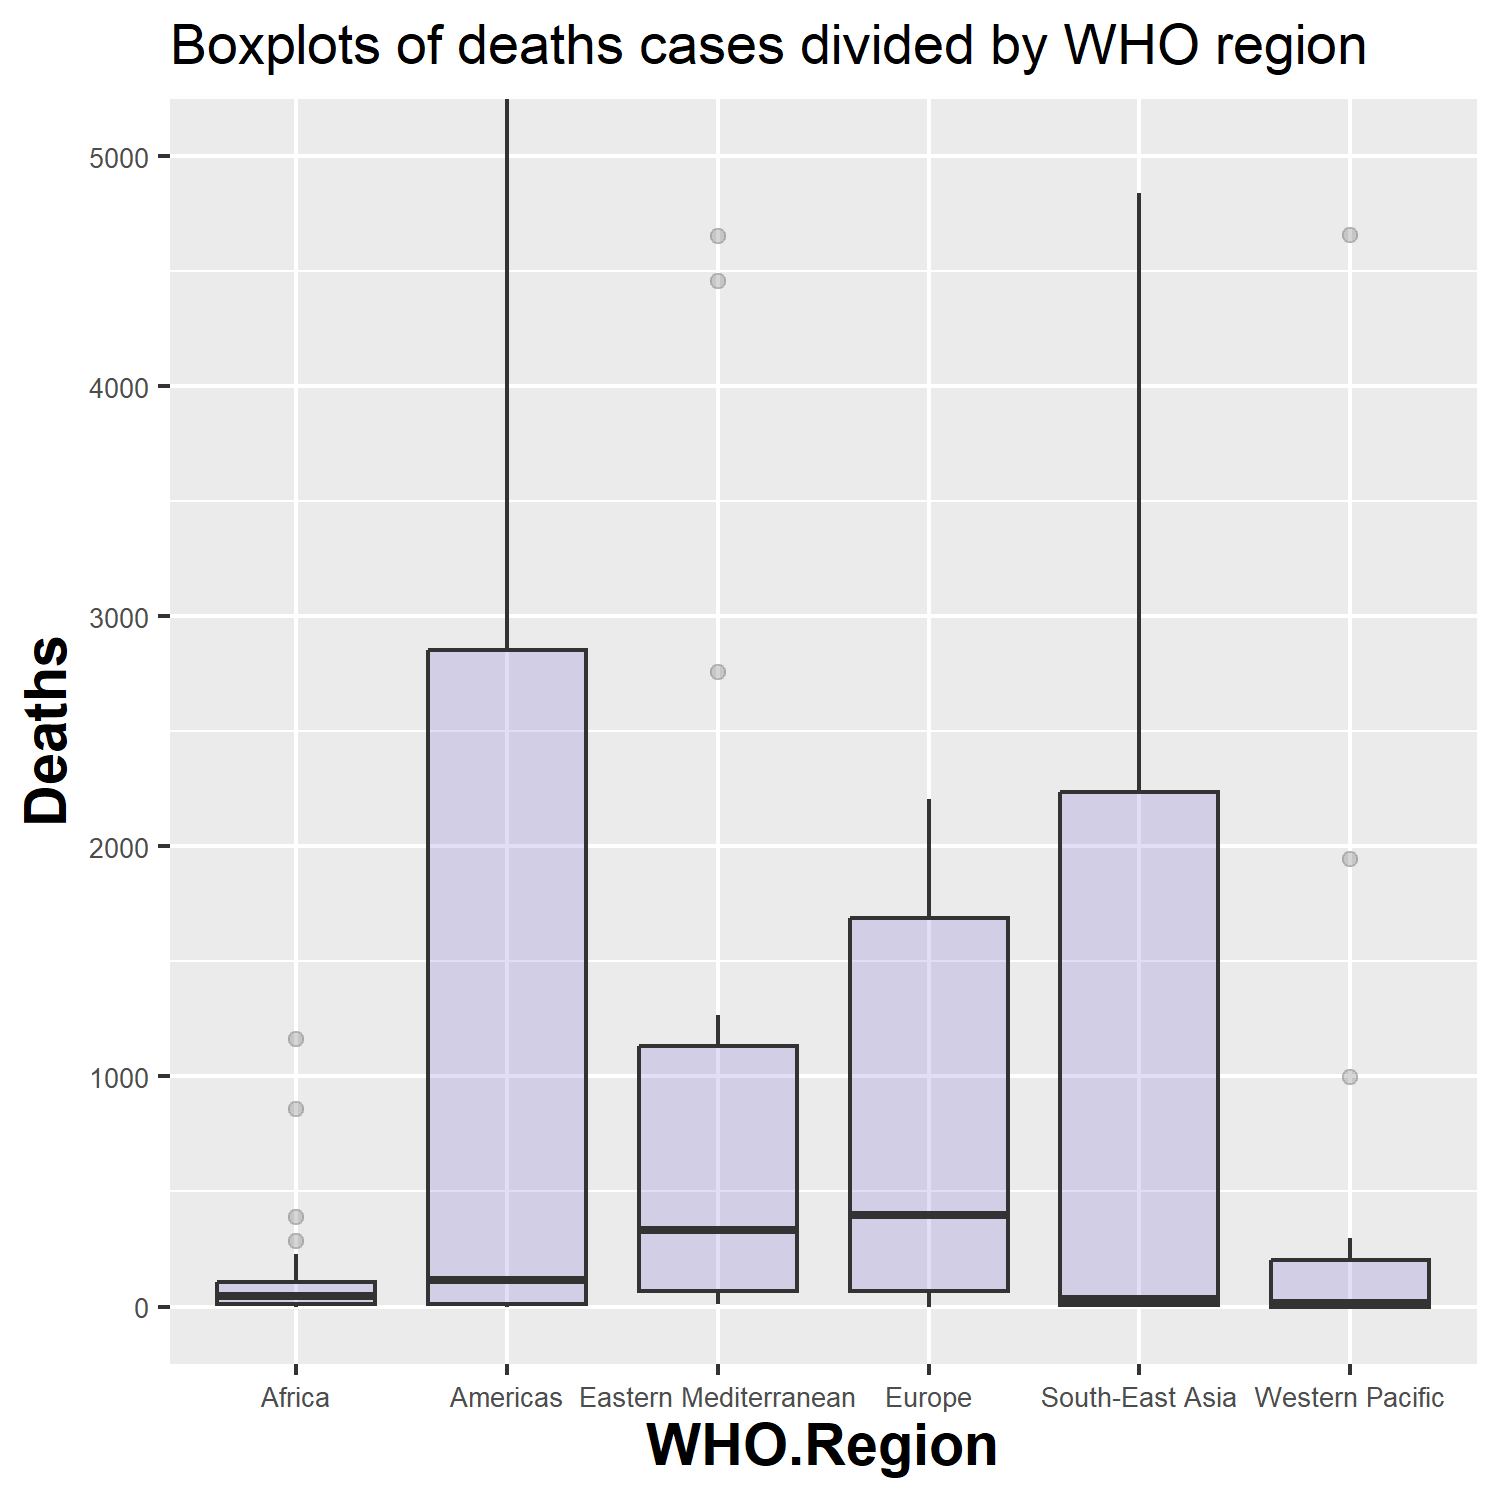 Boxplots of deaths cases divided by WHO region
Deaths
5000
4000
3000
2000
1000
0
Africa Americas Eastern Mediterranean Europe South-East Asia Western Pacific
WHO.Region